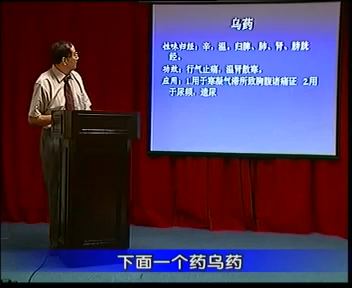 乌药
性味归经：辛，温，归脾、肺、肾、膀胱
经。
功效：行气止痛，温肾散寒。
应用：1.用于寒凝气滞所致胸腹诸痛证 2.用
于尿频，遗尿
下面一个药乌药